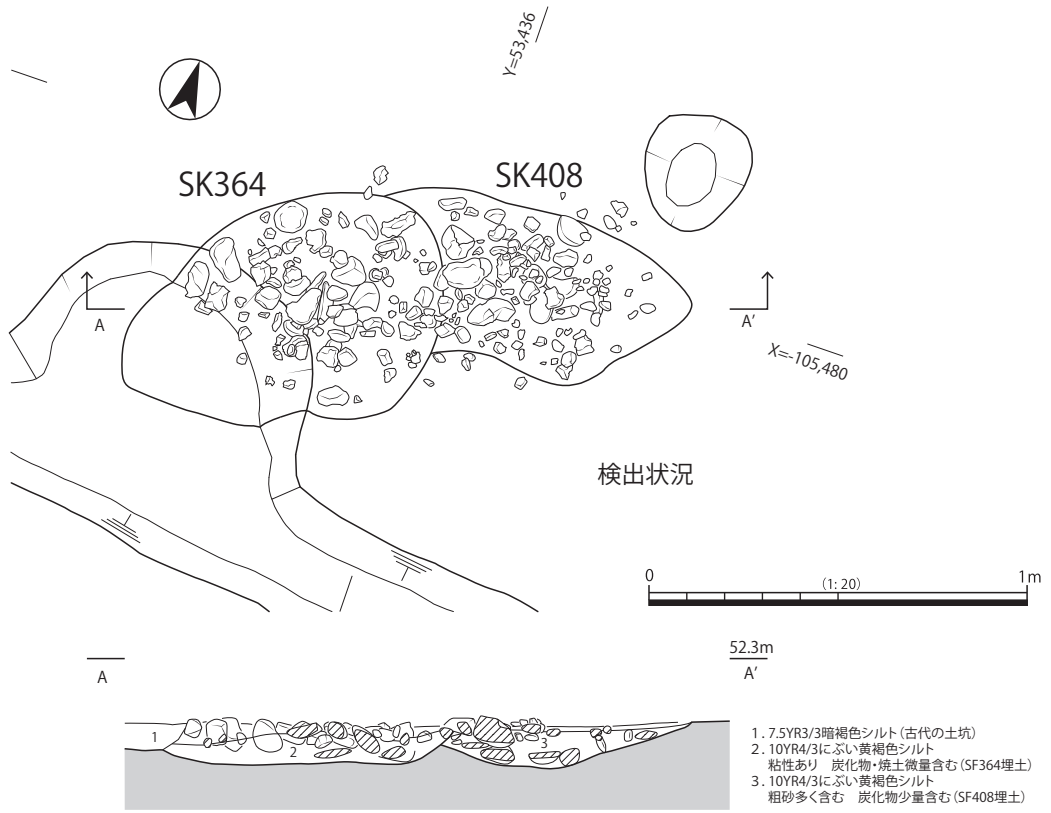 Y=53,436
SK364
SK408
A
A’
X=-105,480
検出状況
0
(1: 20)
1m
A
52.3m
A’
1
2
3
1. 7.5YR3/3暗褐色シルト(古代の土坑)
2. 10YR4/3にぶい黄褐色シルト
粘性あり　炭化物・焼土微量含む(SF364埋土)
3. 10YR4/3にぶい黄褐色シルト
粗砂多く含む　炭化物少量含む(SF408埋土)